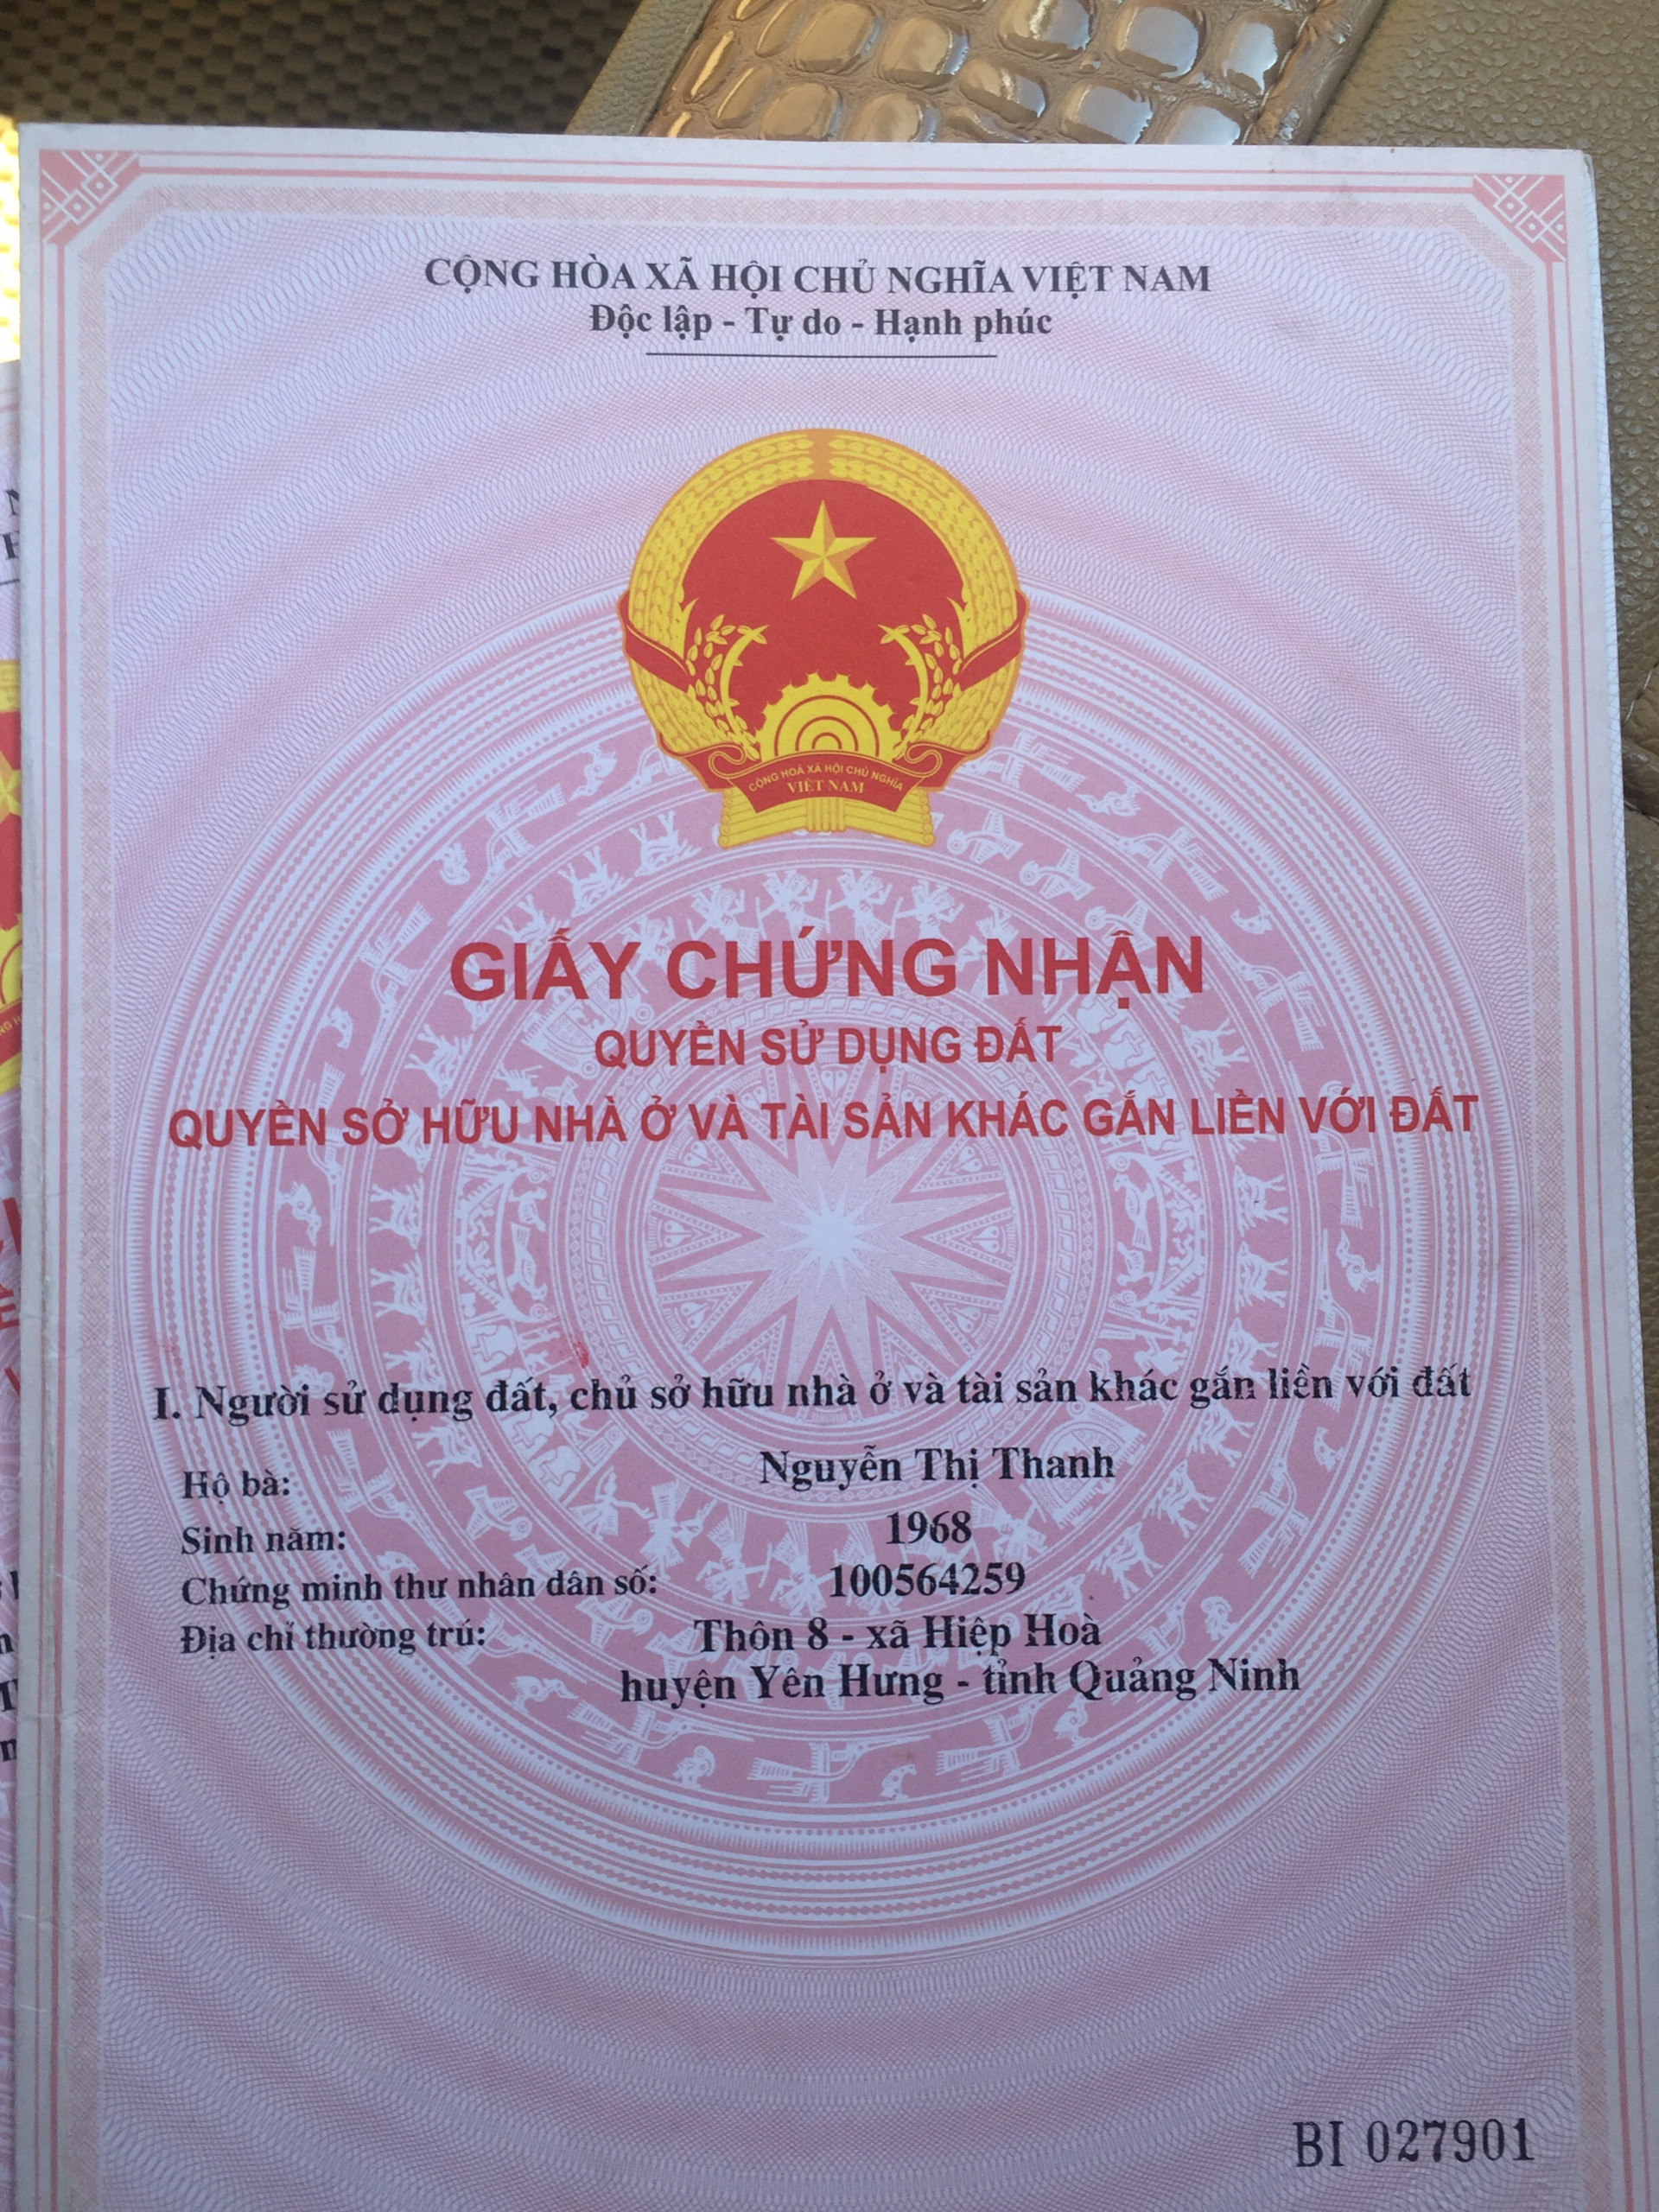 CỘNG HÒA XÃ HỘI CHỦ NGHĨA VIỆT NAM
Độc lập - Tự do - Hạnh phúc
CỘNG HOÀ XÃ HỘI CHỦ NGHĨA
VIỆT NAM
GIẤY CHỨNG NHẬN
QUYỀN SỬ DỤNG ĐẤT
QUYỀN SỞ HỮU NHÀ Ở VÀ TÀI SẢN KHÁC GẮN LIỀN VỚI ĐẤT
I. Người sử dụng đất, chủ sở hữu nhà ở và tài sản khác gắn liền với đất
Hộ bà: Nguyễn Thị Thanh
Sinh năm: 1968
Chứng minh thư nhân dân số: 100564259
Địa chỉ thường trú: Thôn 8 - xã Hiệp Hoà
huyện Yên Hưng - tỉnh Quảng Ninh
BI 027901